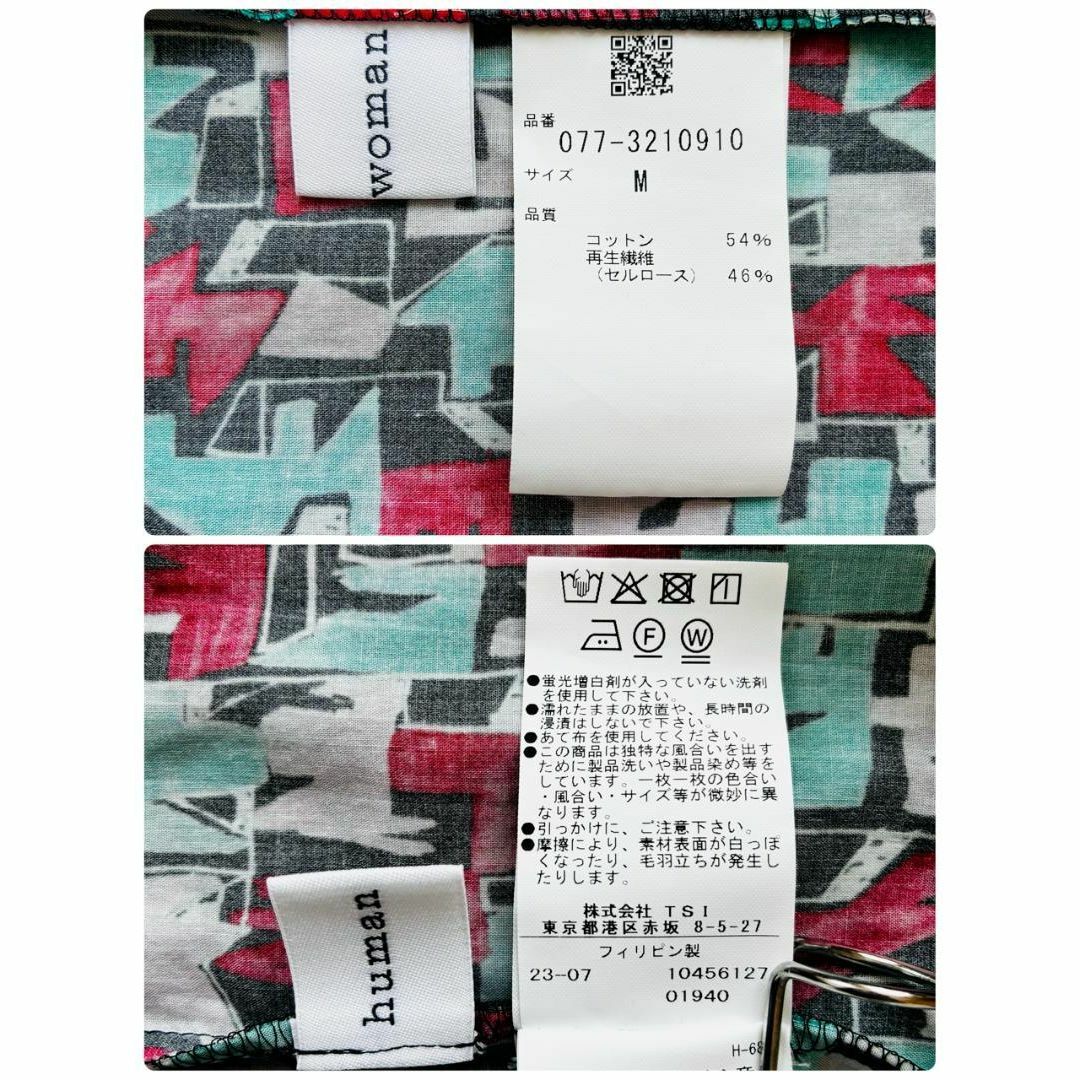 woman
品番
077-3210910
サイズ
M
品質
コットン 54%
再生繊維
(セルロース) 46%
F W
●蛍光増白剤が入っていない洗剤
を使用して下さい。
●濡れたままの放置や、長時間の
浸漬はしないで下さい。
●あて布を使用してください。
●この商品は独特な風合いを出す
ために製品洗いや製品染め等を
しています。一枚一枚の色合い
・風合い・サイズ等が微妙に異
なります。
●引っかけに、ご注意下さい。
●摩擦により、素材表面が白っぽ
くなったり、毛羽立ちが発生し
たりします。
株式会社 TSI
東京都港区赤坂 8-5-27
フィリピン製
23-07 10456127
01940
human